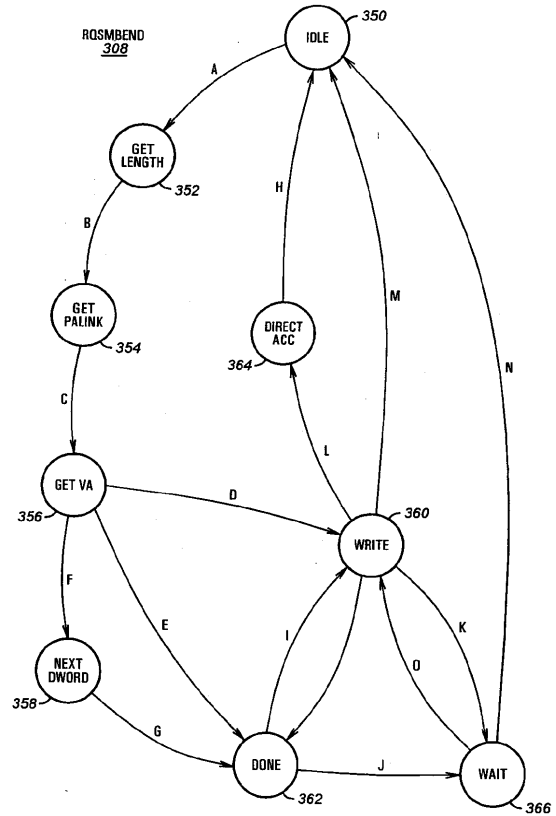 350
RQSMBEND
308
IDLE
A
GET
LENGTH
352
H
B
M
GET
PALINK
354
DIRECT
ACC
364
N
C
L
GET VA
356
D
360
WRITE
F
E
I
K
O
NEXT
DWORD
358
G
DONE
362
J
WAIT
366